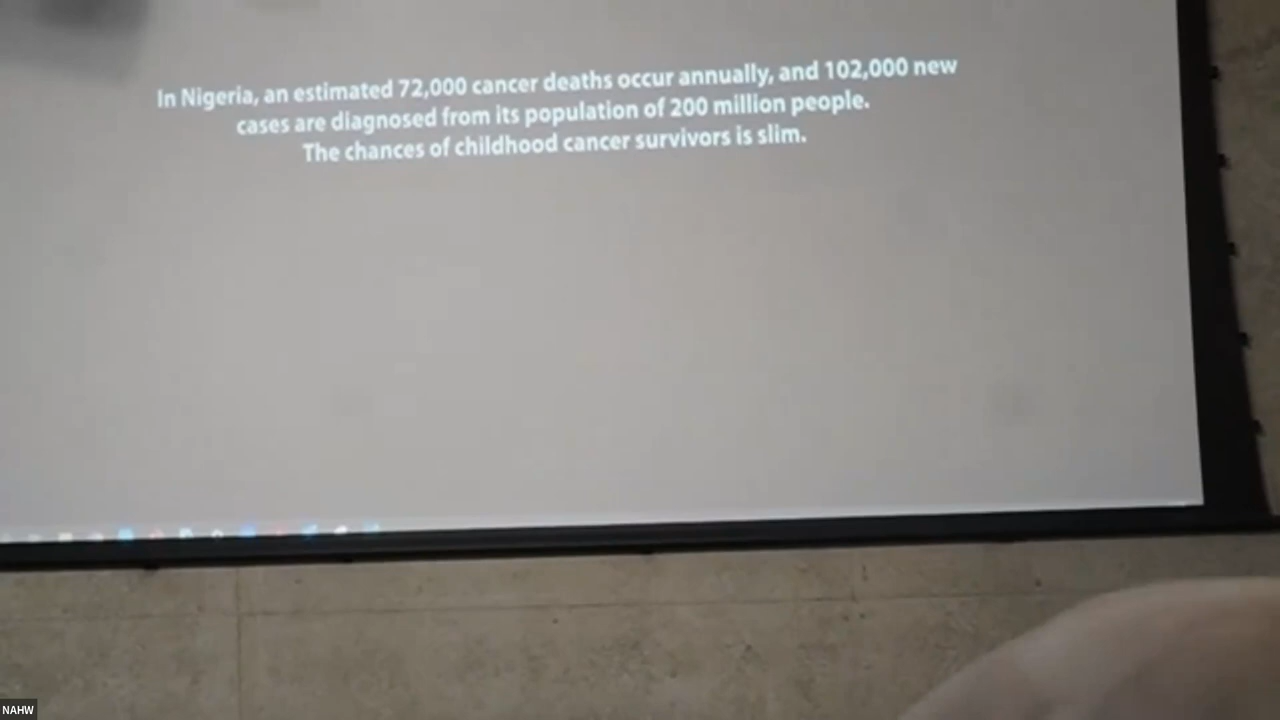 In Nigeria, an estimated 72,000 cancer deaths occur annually, and 102,000 new
cases are diagnosed from its population of 200 million people.
The chances of childhood cancer survivors is slim.
NAHW